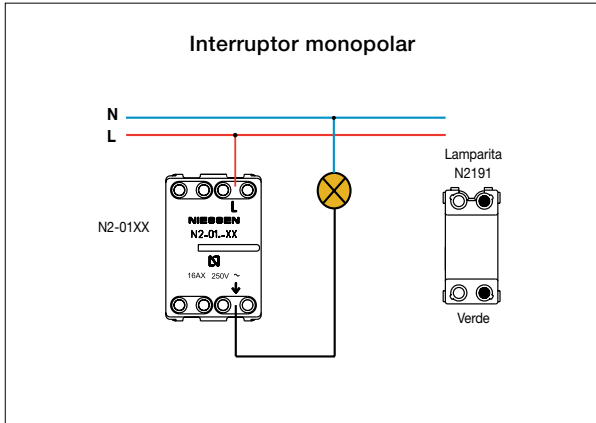 Interruptor monopolar
N
L
Lamparita
N2191
N2-01XX
L
NIESSEN
N2-01.-XX
16AX 250V ~
Verde